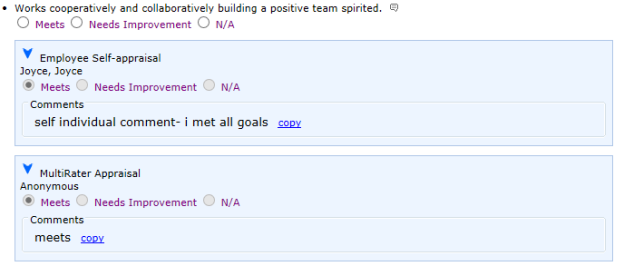 Works cooperatively and collaboratively building a positive team spirited.
Meets Needs Improvement N/A
Employee Self-appraisal
Joyce, Joyce
Meets Needs Improvement N/A
Comments
self individual comment- i met all goals copy
MultiRater Appraisal
Anonymous
Meets Needs Improvement N/A
Comments
meets copy